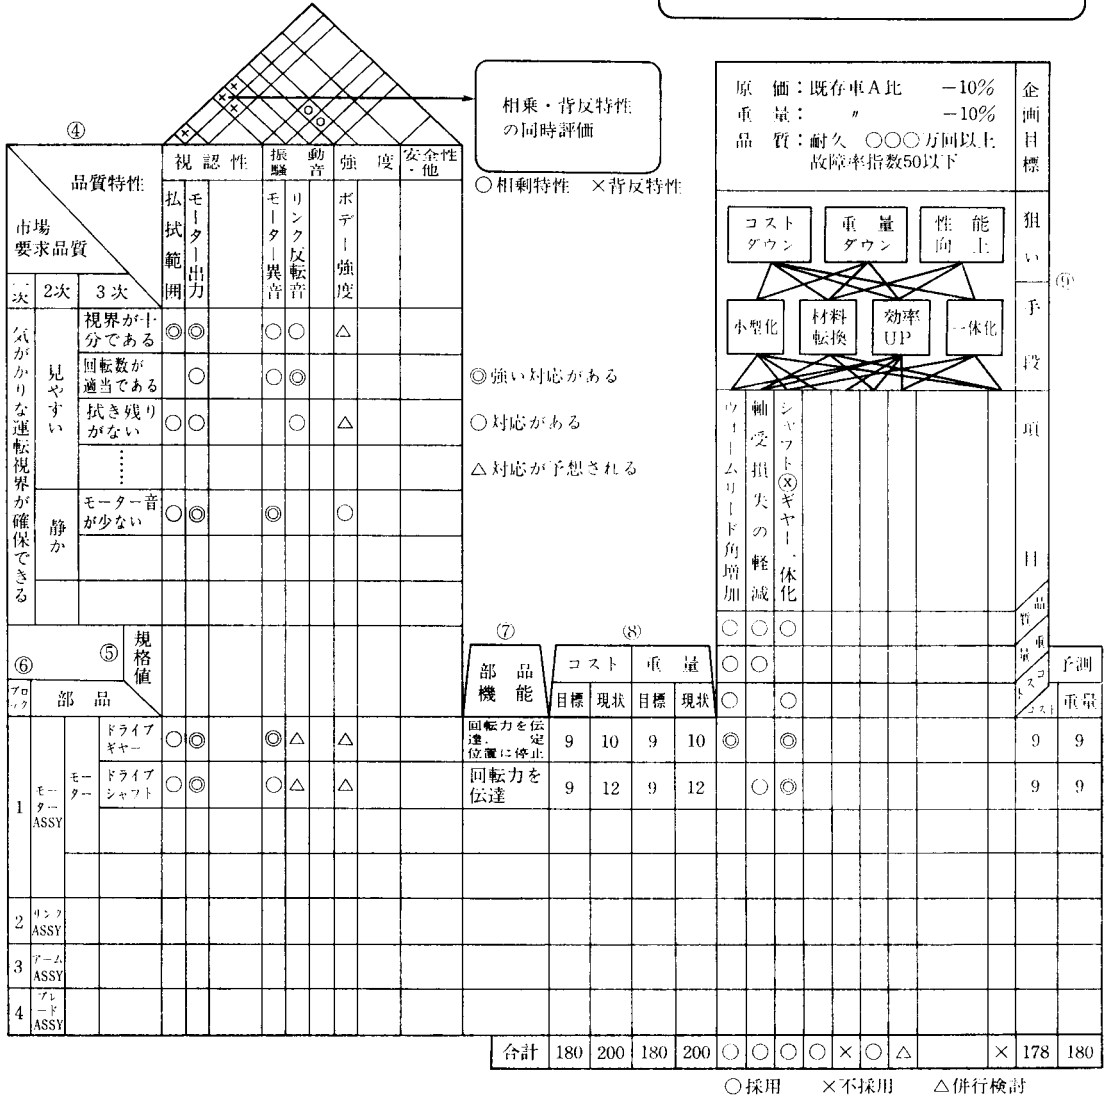 相乗・背反特性
の同時評価
○相剰特性 ×背反特性
④
品質特性
市場
要求品質
一次 2次 3次
視認性 振動騒音 強度 安全性・他
払拭範囲
モーター出力
モーター異音
リンク反転音
ボデー強度
気がかりな運転視界が確保できる
見やすい
視界が十分である ◎ ◎ ○ ○ △
回転数が適当である ○ ○ ◎
拭き残りがない ○ ○ ○ △
⋮
静か
モーター音が少ない ○ ◎ ◎ ○
◎強い対応がある
○対応がある
△対応が予想される
原価:既存車A比 -10%
重量: 〃 -10%
品質:耐久 ○○○万回以上
故障率指数50以下
企画目標
コストダウン 重量ダウン 性能向上
狙い
⑨
小型化 材料転換 効率UP 一体化
手段
ウォームリード角増加
軸受損失の軽減
シャフト⊗ギヤー一体化
項目
品質 ○ ○ ○
重量 ○ ○
コスト ○ ○
予測
コスト 重量
⑤ 規格値
⑥
ブロック 部品
⑦
部品機能
⑧
コスト 重量
目標 現状 目標 現状
1 モーターASSY モーター
ドライブギヤー ○ ◎ ◎ △ △ 回転力を伝達.定位置に停止 9 10 9 10 ◎ ◎ 9 9
ドライブシャフト ○ ◎ ○ △ △ 回転力を伝達 9 12 9 12 ○ ◎ 9 9
2 リンクASSY
3 アームASSY
4 ブレードASSY
合計 180 200 180 200 ○ ○ ○ ○ × ○ △ × 178 180
○採用 ×不採用 △併行検討